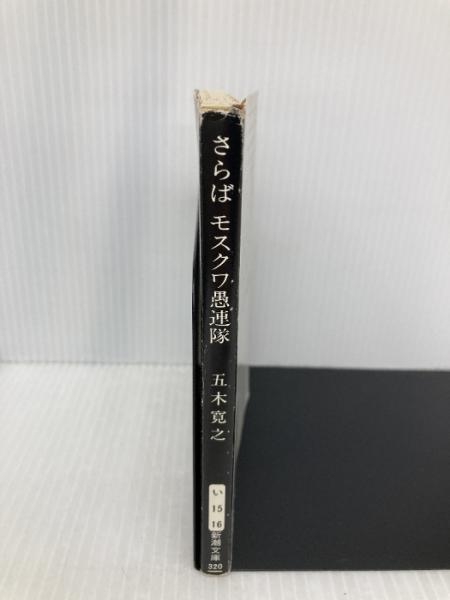 さらば モスクワ愚連隊
五木寛之
い
15
16
新潮文庫
320